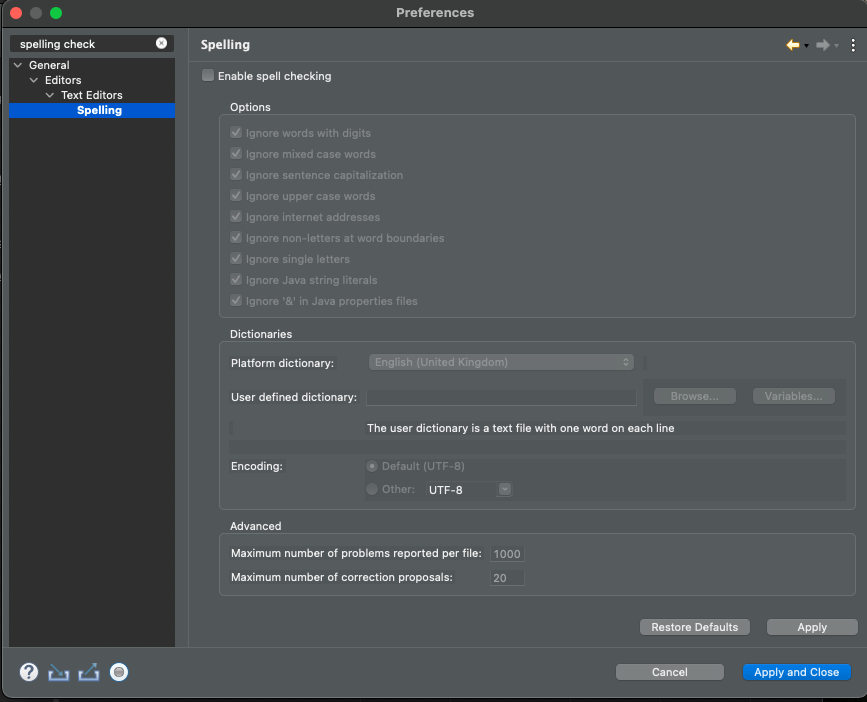 Preferences
spelling check
General
Editors
Text Editors
Spelling
Spelling
Enable spell checking
Options
Ignore words with digits
Ignore mixed case words
Ignore sentence capitalization
Ignore upper case words
Ignore internet addresses
Ignore non-letters at word boundaries
Ignore single letters
Ignore Java string literals
Ignore '&' in Java properties files
Dictionaries
Platform dictionary: English (United Kingdom)
User defined dictionary: Browse... Variables...
The user dictionary is a text file with one word on each line
Encoding: Default (UTF-8)
Other: UTF-8
Advanced
Maximum number of problems reported per file: 1000
Maximum number of correction proposals: 20
Restore Defaults Apply
? Cancel Apply and Close